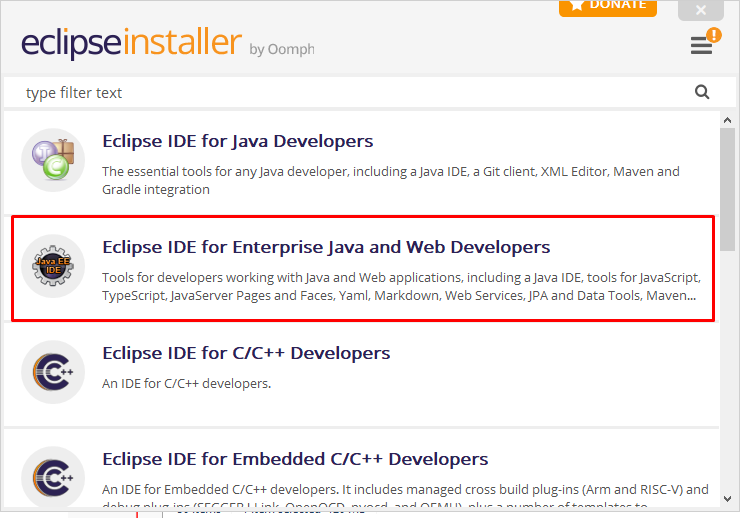 DONATE
eclipseinstaller by Oomph
!
type filter text
Eclipse IDE for Java Developers
The essential tools for any Java developer, including a Java IDE, a Git client, XML Editor, Maven and
Gradle integration
Java EE
IDE
Eclipse IDE for Enterprise Java and Web Developers
Tools for developers working with Java and Web applications, including a Java IDE, tools for JavaScript,
TypeScript, JavaServer Pages and Faces, Yaml, Markdown, Web Services, JPA and Data Tools, Maven...
Eclipse IDE for C/C++ Developers
An IDE for C/C++ developers.
Eclipse IDE for Embedded C/C++ Developers
An IDE for Embedded C/C++ developers. It includes managed cross build plug-ins (Arm and RISC-V) and
debug plug-ins (SEGGER J-Link, OpenOCD, pyocd, and QEMU), plus a number of templates to